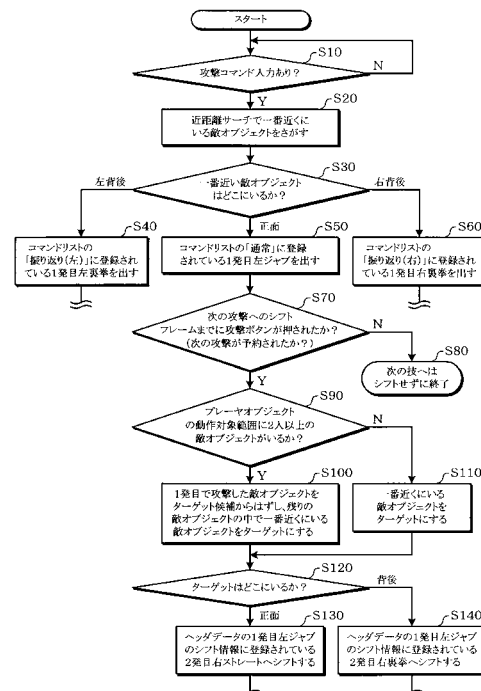 スタート
S10
攻撃コマンド入力あり?
N
Y
S20
近距離サーチで一番近くに
いる敵オブジェクトをさがす
S30
一番近い敵オブジェクト
はどこにいるか?
左背後
右背後
正面
S40
コマンドリストの
「振り返り(左)」に登録され
ている1発目左裏拳を出す
S50
コマンドリストの「通常」に登録
されている1発目左ジャブを出す
S60
コマンドリストの
「振り返り(右)」に登録され
ている1発目右裏拳を出す
S70
次の攻撃へのシフト
フレームまでに攻撃ボタンが押されたか?
(次の攻撃が予約されたか?)
N
Y
S80
次の技へは
シフトせずに終了
S90
プレーヤオブジェクト
の動作対象範囲に2人以上の
敵オブジェクトがいるか?
N
Y
S100
1発目で攻撃した敵オブジェクトを
ターゲット候補からはずし、残りの
敵オブジェクトの中で一番近くにいる
敵オブジェクトをターゲットにする
S110
一番近くにいる
敵オブジェクトを
ターゲットにする
S120
ターゲットはどこにいるか?
背後
正面
S130
ヘッダデータの1発目左ジャブ
のシフト情報に登録されている
2発目右ストレートへシフトする
S140
ヘッダデータの1発目左ジャブ
のシフト情報に登録されている
2発目右裏拳へシフトする